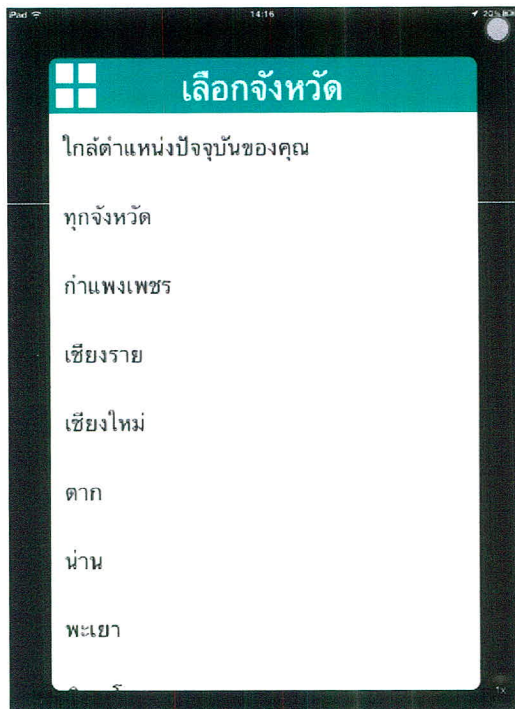 iPad
14:16
20%
เลือกจังหวัด
ใกล้ตำแหน่งปัจจุบันของคุณ
ทุกจังหวัด
กำแพงเพชร
เชียงราย
เชียงใหม่
ตาก
น่าน
พะเยา
1x